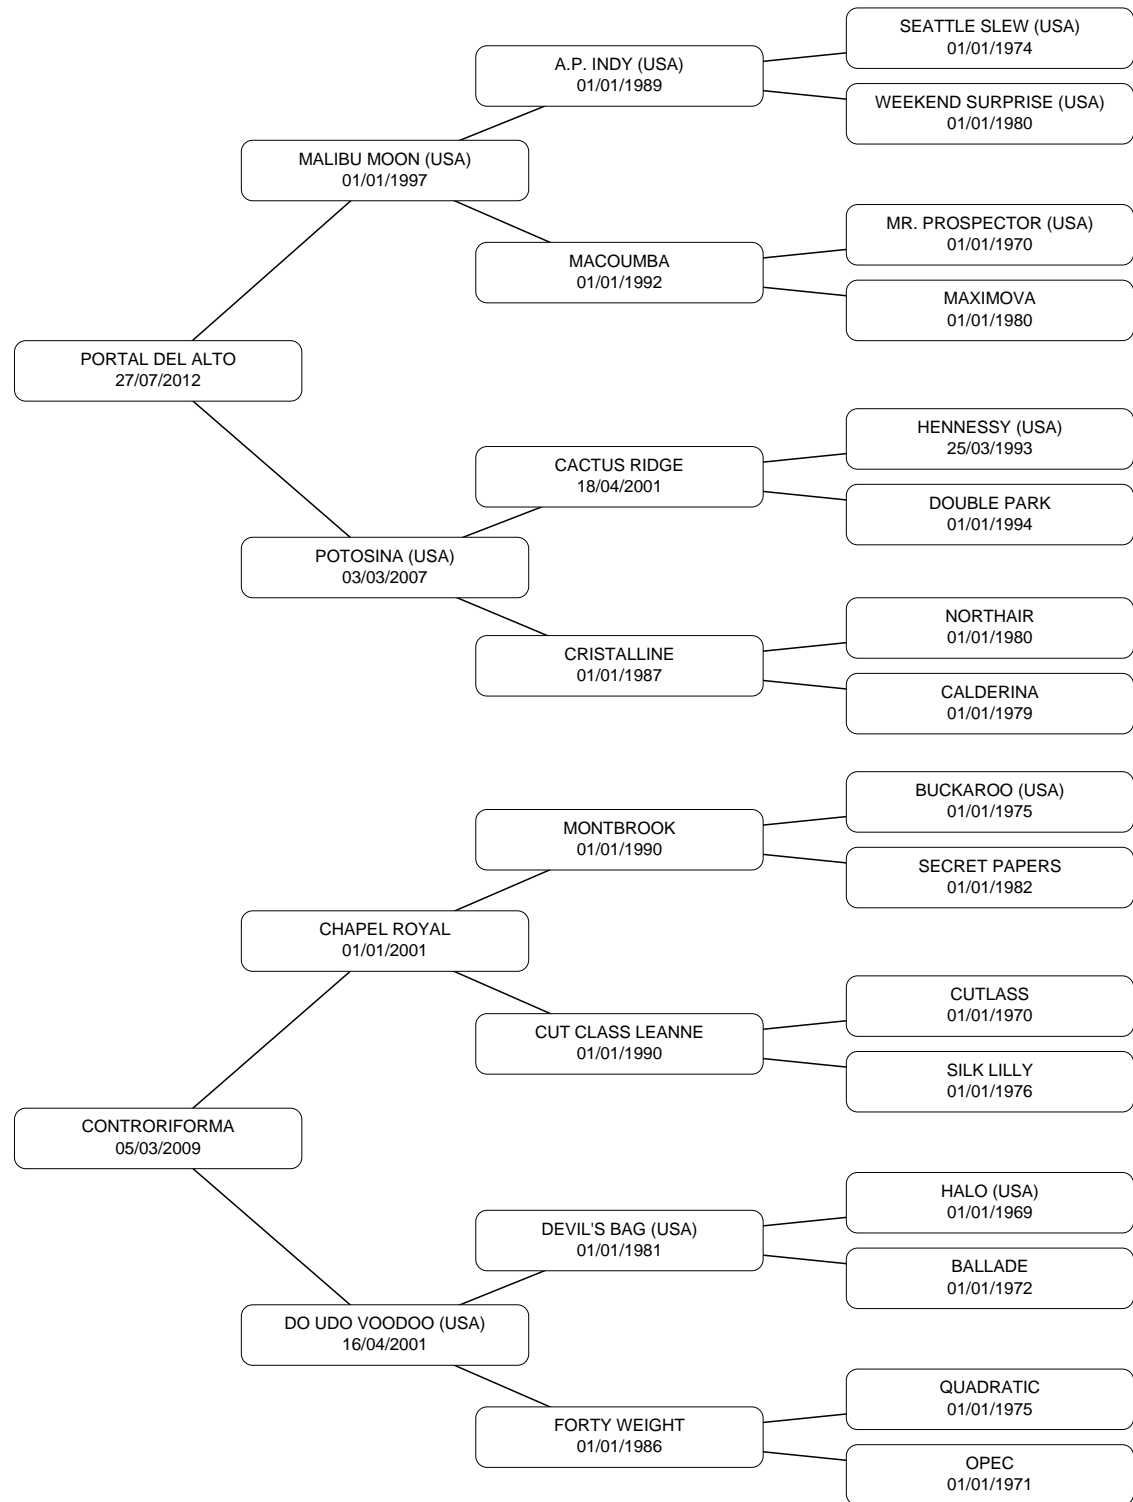 SEATTLE SLEW (USA)
01/01/1974
A.P. INDY (USA)
01/01/1989
WEEKEND SURPRISE (USA)
01/01/1980
MALIBU MOON (USA)
01/01/1997
MR. PROSPECTOR (USA)
01/01/1970
MACOUMBA
01/01/1992
MAXIMOVA
01/01/1980
PORTAL DEL ALTO
27/07/2012
HENNESSY (USA)
25/03/1993
CACTUS RIDGE
18/04/2001
DOUBLE PARK
01/01/1994
POTOSINA (USA)
03/03/2007
NORTHAIR
01/01/1980
CRISTALLINE
01/01/1987
CALDERINA
01/01/1979
BUCKAROO (USA)
01/01/1975
MONTBROOK
01/01/1990
SECRET PAPERS
01/01/1982
CHAPEL ROYAL
01/01/2001
CUTLASS
01/01/1970
CUT CLASS LEANNE
01/01/1990
SILK LILLY
01/01/1976
CONTRORIFORMA
05/03/2009
HALO (USA)
01/01/1969
DEVIL'S BAG (USA)
01/01/1981
BALLADE
01/01/1972
DO UDO VOODOO (USA)
16/04/2001
QUADRATIC
01/01/1975
FORTY WEIGHT
01/01/1986
OPEC
01/01/1971